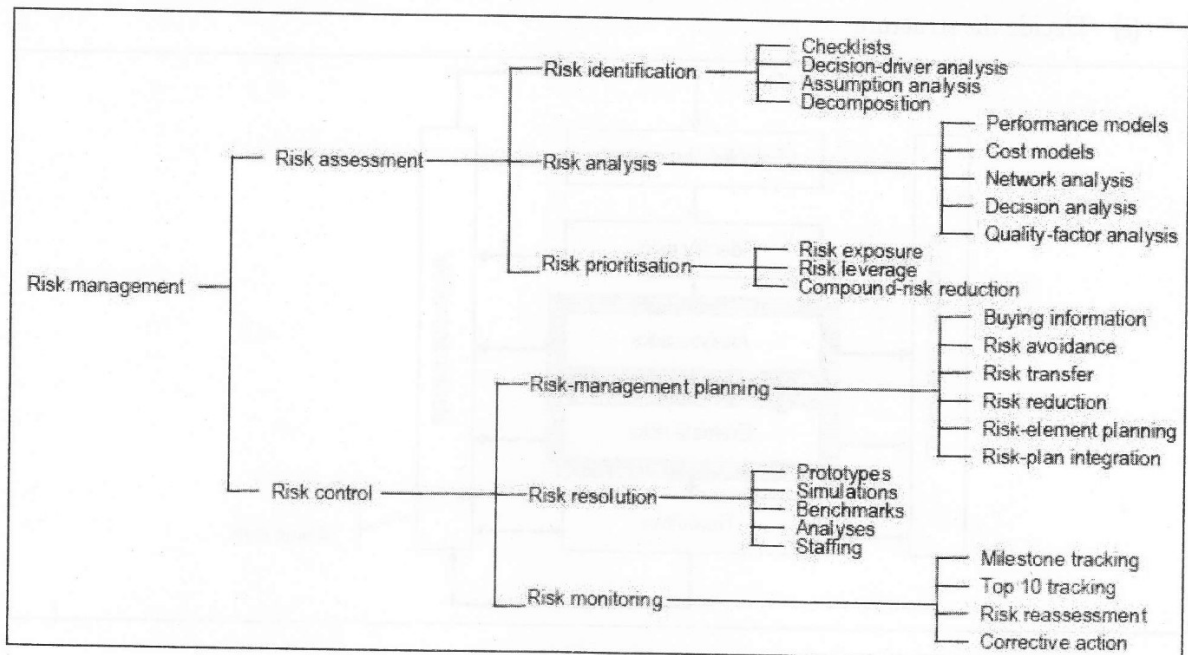 Risk management
Risk assessment
Risk identification
Checklists
Decision-driver analysis
Assumption analysis
Decomposition
Risk analysis
Performance models
Cost models
Network analysis
Decision analysis
Quality-factor analysis
Risk prioritisation
Risk exposure
Risk leverage
Compound-risk reduction
Risk control
Risk-management planning
Buying information
Risk avoidance
Risk transfer
Risk reduction
Risk-element planning
Risk-plan integration
Risk resolution
Prototypes
Simulations
Benchmarks
Analyses
Staffing
Risk monitoring
Milestone tracking
Top 10 tracking
Risk reassessment
Corrective action